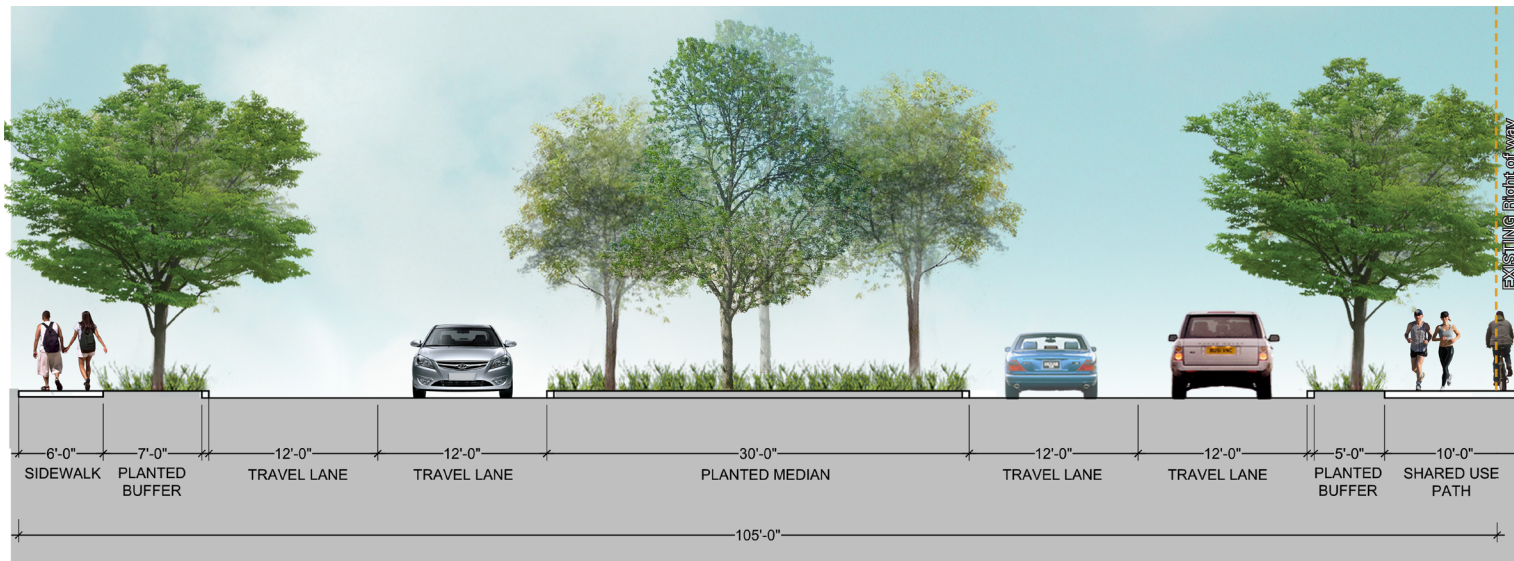 EXISTING Right of way
6'-0"
7'-0"
12'-0"
12'-0"
30'-0"
12'-0"
12'-0"
5'-0"
10'-0"
SIDEWALK
PLANTED
BUFFER
TRAVEL LANE
TRAVEL LANE
PLANTED MEDIAN
TRAVEL LANE
TRAVEL LANE
PLANTED
BUFFER
SHARED USE
PATH
105'-0"